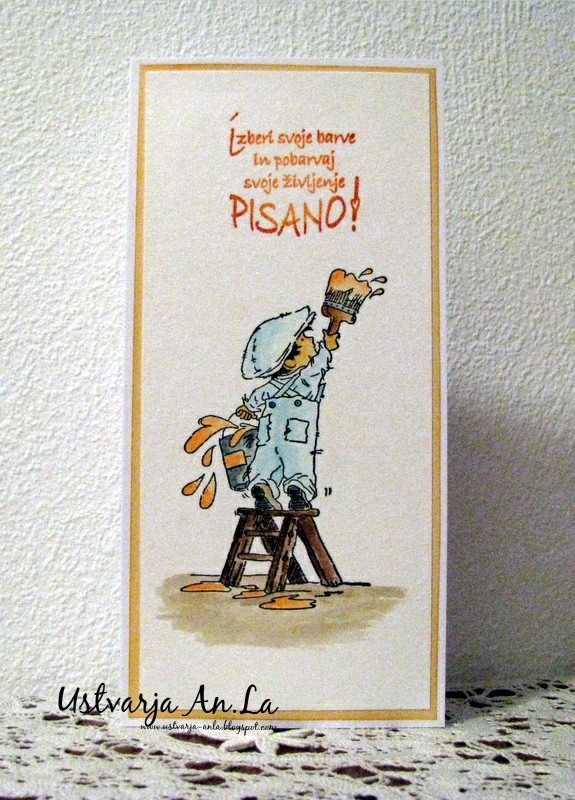 Izberi svoje barve
in pobarvaj
svoje življenje
PISANO!
Ustvarja An.La
www.ustvarja-anla.blogspot.com